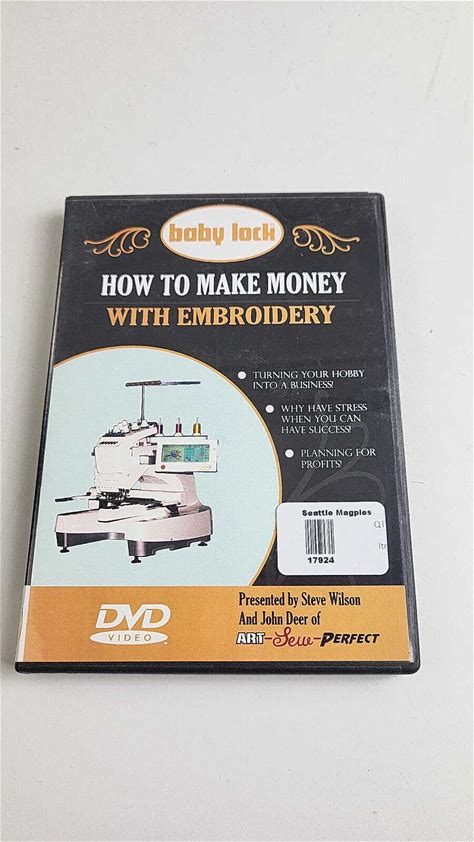 baby lock
HOW TO MAKE MONEY
WITH EMBROIDERY
TURNING YOUR HOBBY
INTO A BUSINESS!
WHY HAVE STRESS
WHEN YOU CAN
HAVE SUCCESS!
PLANNING FOR
PROFITS!
Seattle Magpies
17924
DVD
VIDEO
Presented by Steve Wilson
And John Deer of
ART-Sew-PERFECT